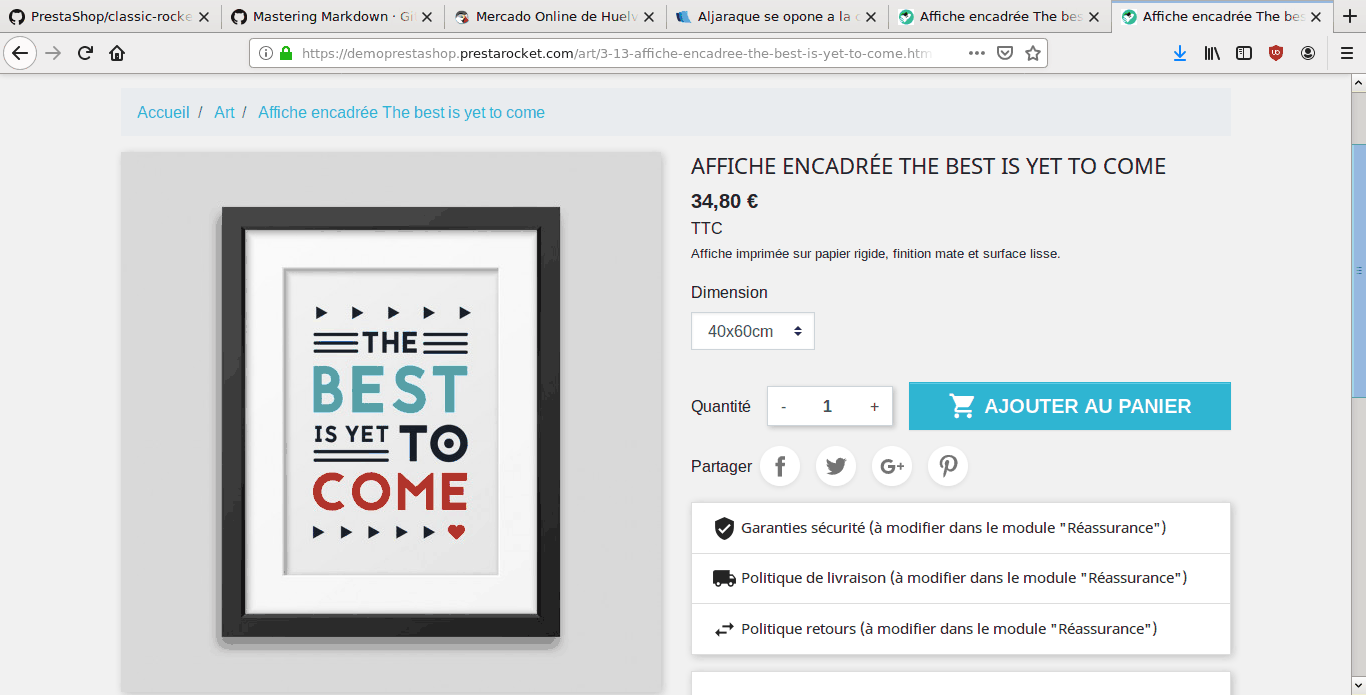 PrestaShop/classic-rocke
Mastering Markdown · Gi
Mercado Online de Huelv
Aljaraque se opone a la c
Affiche encadrée The bes
Affiche encadrée The bes
https://demoprestashop.prestarocket.com/art/3-13-affiche-encadree-the-best-is-yet-to-come.htm
Accueil / Art / Affiche encadrée The best is yet to come
THE
BEST
IS YET TO
COME
AFFICHE ENCADRÉE THE BEST IS YET TO COME
34,80 €
TTC
Affiche imprimée sur papier rigide, finition mate et surface lisse.
Dimension
40x60cm
Quantité - 1 + AJOUTER AU PANIER
Partager
Garanties sécurité (à modifier dans le module "Réassurance")
Politique de livraison (à modifier dans le module "Réassurance")
Politique retours (à modifier dans le module "Réassurance")